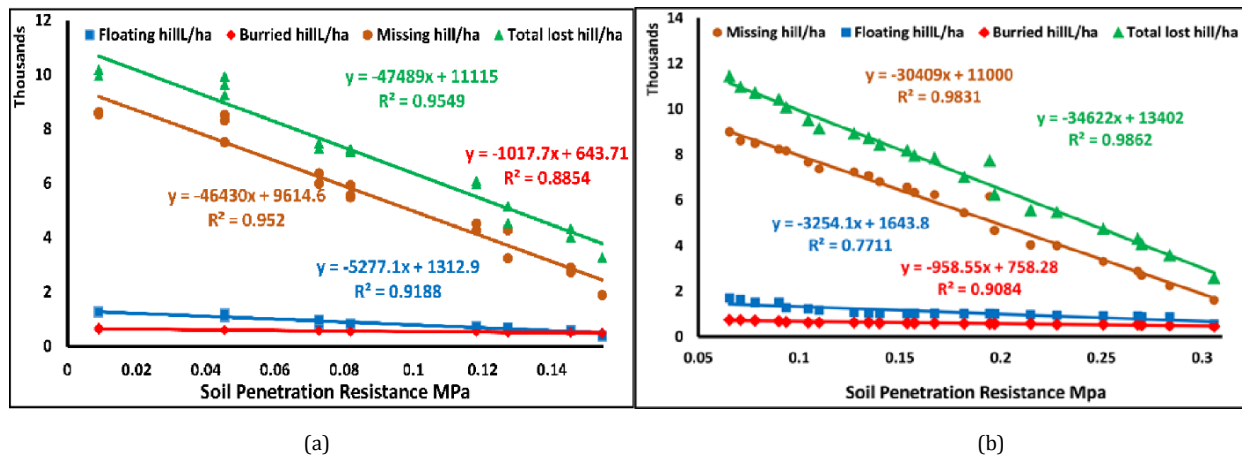 12
10
8
6
4
2
0
Thousands
Floating hillL/ha Burried hillL/ha Missing hill/ha Total lost hill/ha
y = -47489x + 11115
R² = 0.9549
y = -1017.7x + 643.71
R² = 0.8854
y = -46430x + 9614.6
R² = 0.952
y = -5277.1x + 1312.9
R² = 0.9188
0 0.02 0.04 0.06 0.08 0.1 0.12 0.14
Soil Penetration Resistance MPa
(a)
14
12
10
8
6
4
2
0
Thousands
Missing hill/ha Floating hillL/ha Burried hillL/ha Total lost hill/ha
y = -30409x + 11000
R² = 0.9831
y = -34622x + 13402
R² = 0.9862
y = -3254.1x + 1643.8
R² = 0.7711
y = -958.55x + 758.28
R² = 0.9084
0.05 0.1 0.15 0.2 0.25 0.3
Soil Penetration Resistance Mpa
(b)